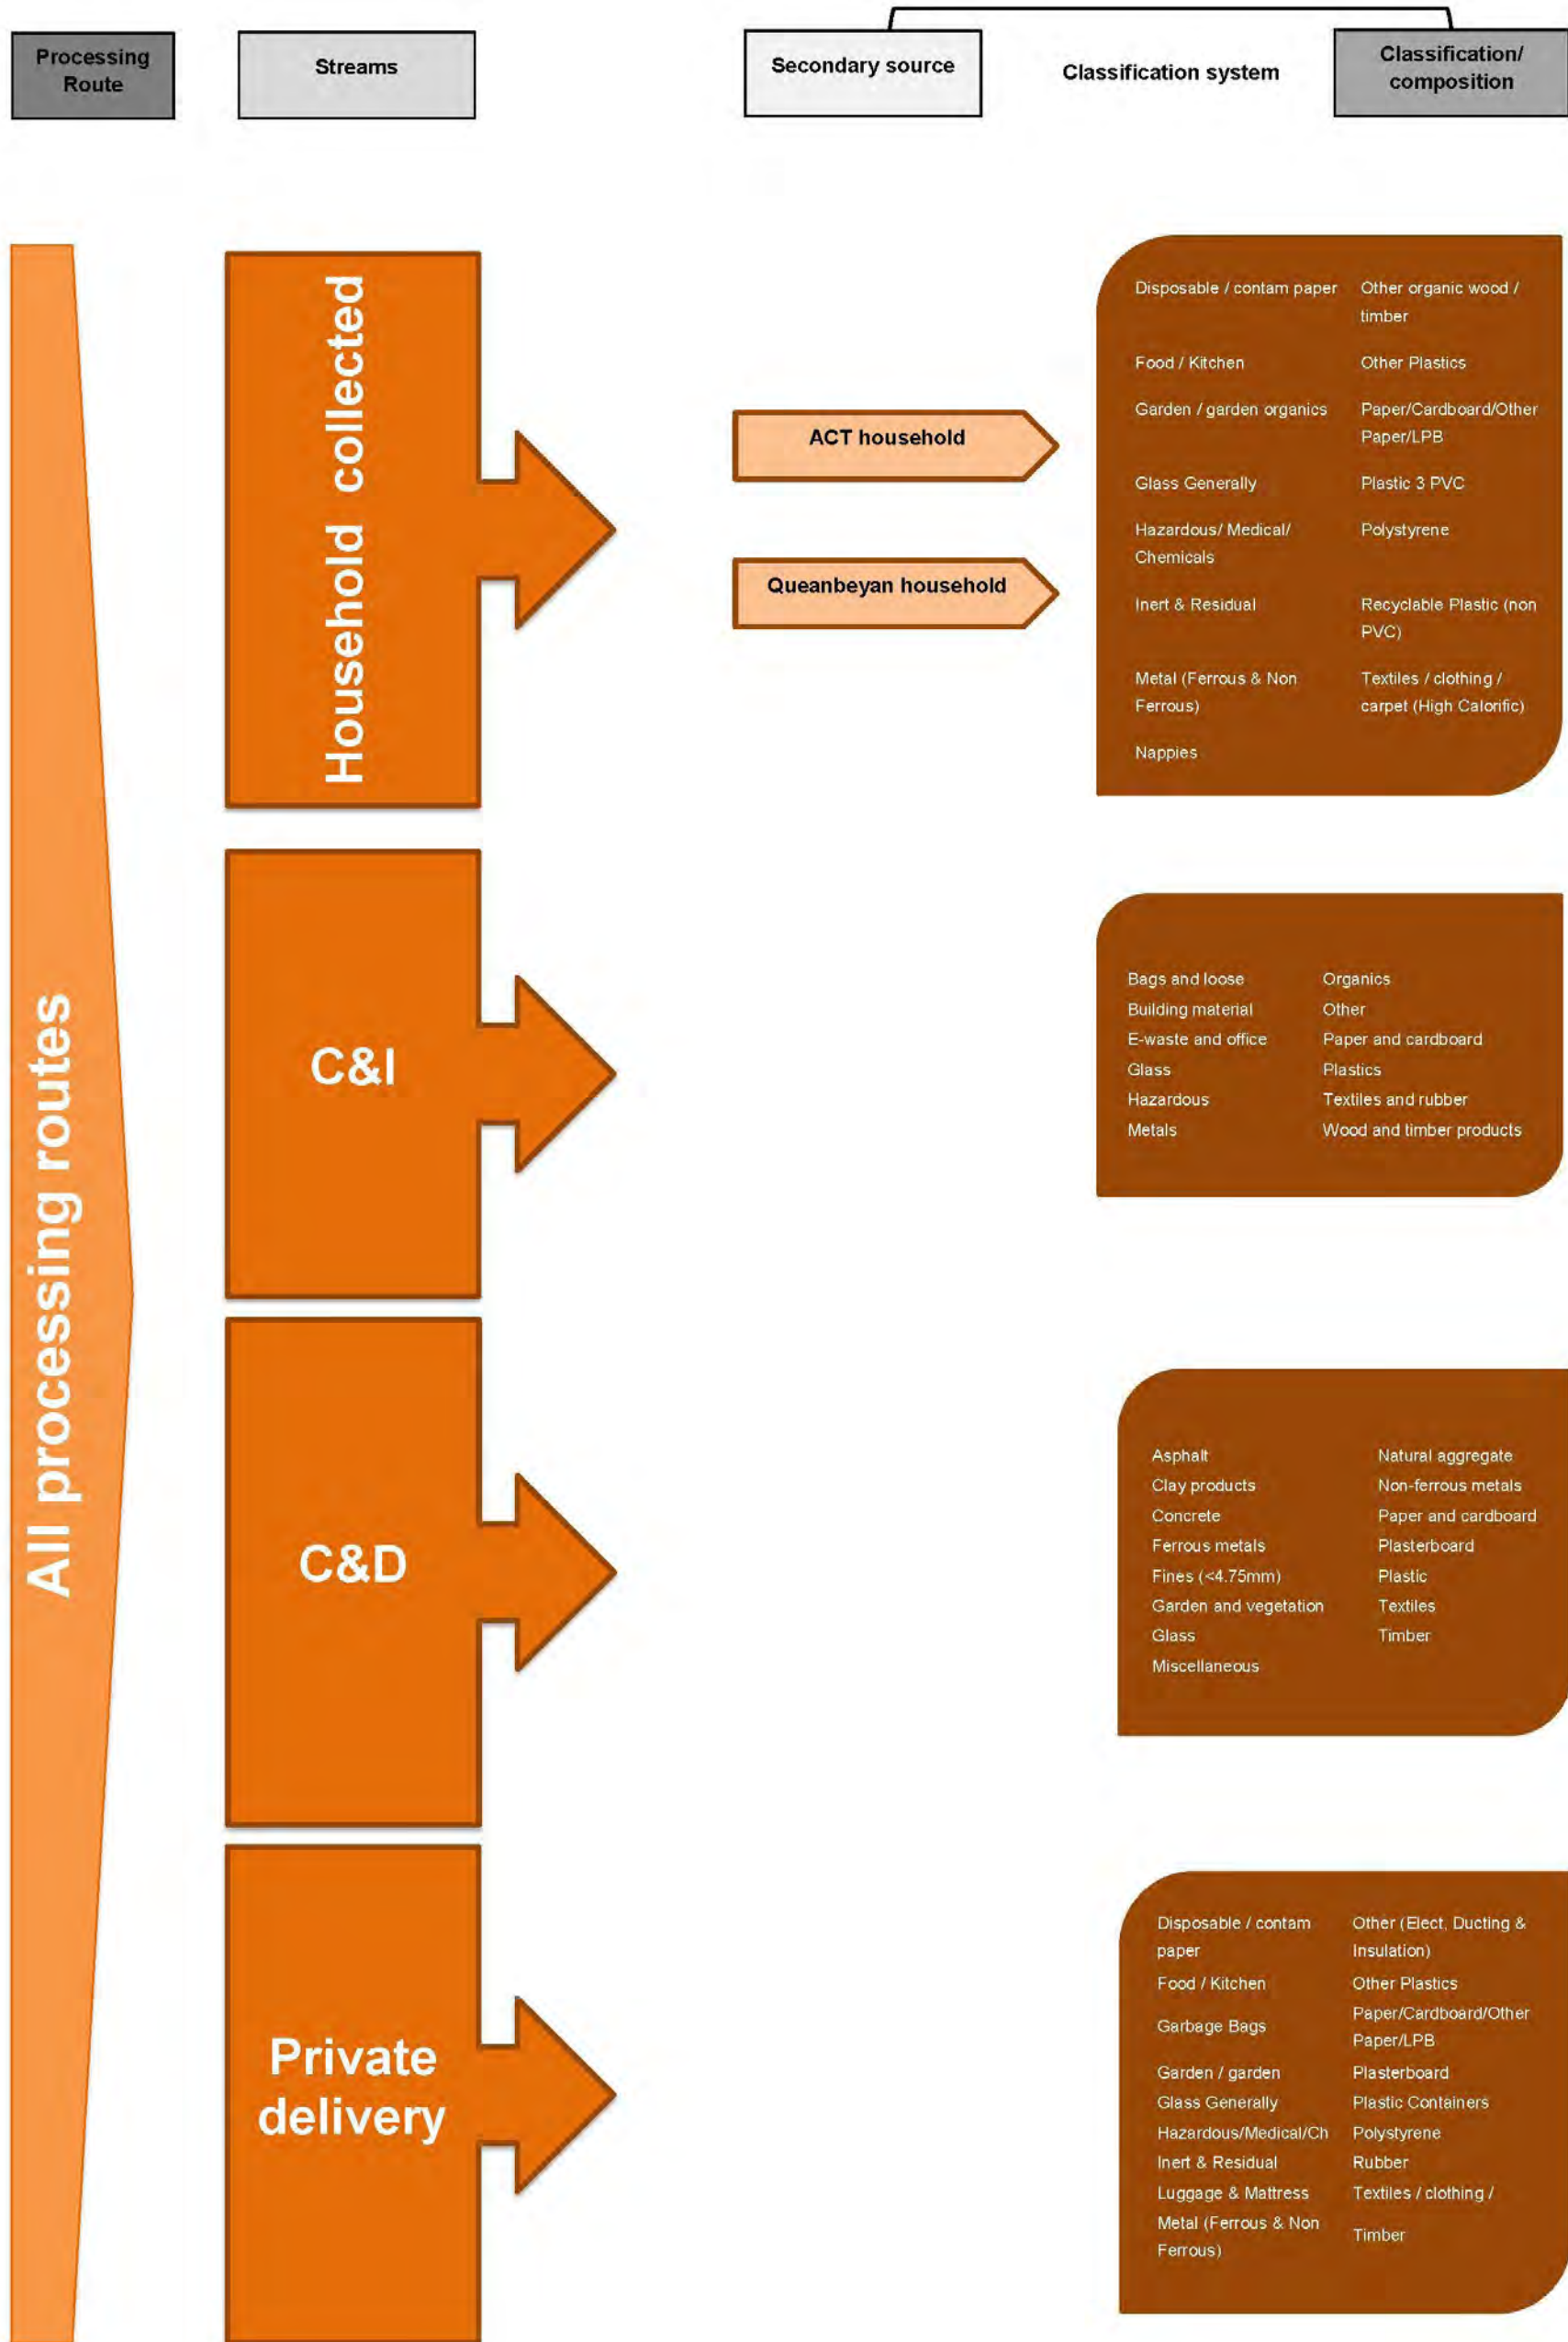 Processing
Route
Streams
Secondary source
Classification system
Classification/
composition
All processing routes
Household collected
ACT household
Queanbeyan household
Disposable / contam paper
Food / Kitchen
Garden / garden organics
Glass Generally
Hazardous/ Medical/
Chemicals
Inert & Residual
Metal (Ferrous & Non
Ferrous)
Nappies
Other organic wood /
timber
Other Plastics
Paper/Cardboard/Other
Paper/LPB
Plastic 3 PVC
Polystyrene
Recyclable Plastic (non
PVC)
Textiles / clothing /
carpet (High Calorific)
C&I
Bags and loose
Building material
E-waste and office
Glass
Hazardous
Metals
Organics
Other
Paper and cardboard
Plastics
Textiles and rubber
Wood and timber products
C&D
Asphalt
Clay products
Concrete
Ferrous metals
Fines (<4.75mm)
Garden and vegetation
Glass
Miscellaneous
Natural aggregate
Non-ferrous metals
Paper and cardboard
Plasterboard
Plastic
Textiles
Timber
Private
delivery
Disposable / contam
paper
Food / Kitchen
Garbage Bags
Garden / garden
Glass Generally
Hazardous/Medical/Ch
Inert & Residual
Luggage & Mattress
Metal (Ferrous & Non
Ferrous)
Other (Elect, Ducting &
Insulation)
Other Plastics
Paper/Cardboard/Other
Paper/LPB
Plasterboard
Plastic Containers
Polystyrene
Rubber
Textiles / clothing /
Timber